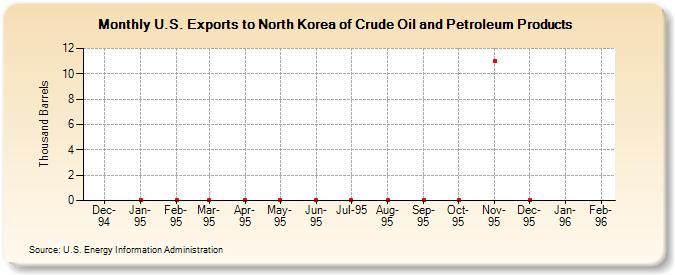 Monthly U.S. Exports to North Korea of Crude Oil and Petroleum Products
Thousand Barrels
12
10
8
6
4
2
0
Dec-94 Jan-95 Feb-95 Mar-95 Apr-95 May-95 Jun-95 Jul-95 Aug-95 Sep-95 Oct-95 Nov-95 Dec-95 Jan-96 Feb-96
Source: U.S. Energy Information Administration